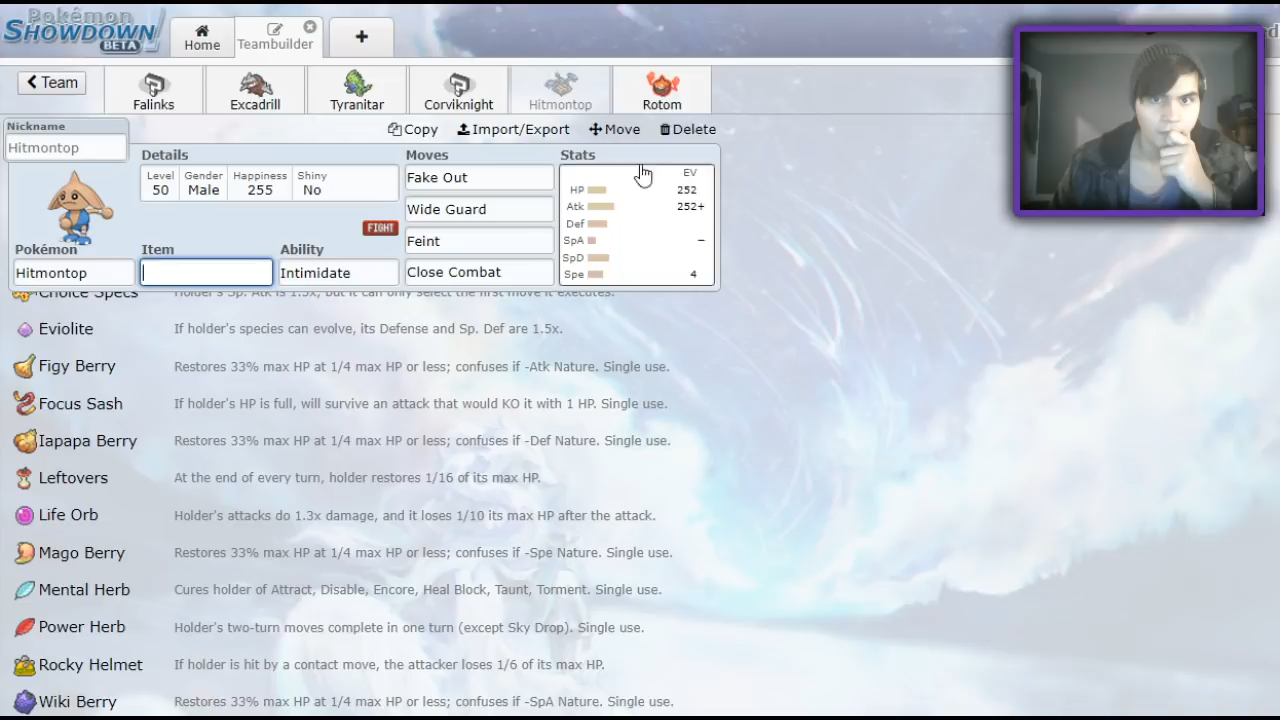 Pokémon
SHOWDOWN!
BETA
Home
Teambuilder
+
d
Team
Falinks
Excadrill
Tyranitar
Corviknight
Hitmontop
Rotom
Copy
Import/Export
Move
Delete
Nickname
Hitmontop
Details
Moves
Stats
Level
Gender
Happiness
Shiny
50
Male
255
No
FIGHT
Pokémon
Item
Ability
Hitmontop
Intimidate
Fake Out
Wide Guard
Feint
Close Combat
EV
HP 252
Atk 252+
Def
SpA –
SpD
Spe 4
Choice Specs Holder's Sp. Atk is 1.5x, but it can only select the first move it executes.
Eviolite If holder's species can evolve, its Defense and Sp. Def are 1.5x.
Figy Berry Restores 33% max HP at 1/4 max HP or less; confuses if -Atk Nature. Single use.
Focus Sash If holder's HP is full, will survive an attack that would KO it with 1 HP. Single use.
Iapapa Berry Restores 33% max HP at 1/4 max HP or less; confuses if -Def Nature. Single use.
Leftovers At the end of every turn, holder restores 1/16 of its max HP.
Life Orb Holder's attacks do 1.3x damage, and it loses 1/10 its max HP after the attack.
Mago Berry Restores 33% max HP at 1/4 max HP or less; confuses if -Spe Nature. Single use.
Mental Herb Cures holder of Attract, Disable, Encore, Heal Block, Taunt, Torment. Single use.
Power Herb Holder's two-turn moves complete in one turn (except Sky Drop). Single use.
Rocky Helmet If holder is hit by a contact move, the attacker loses 1/6 of its max HP.
Wiki Berry Restores 33% max HP at 1/4 max HP or less; confuses if -SpA Nature. Single use.